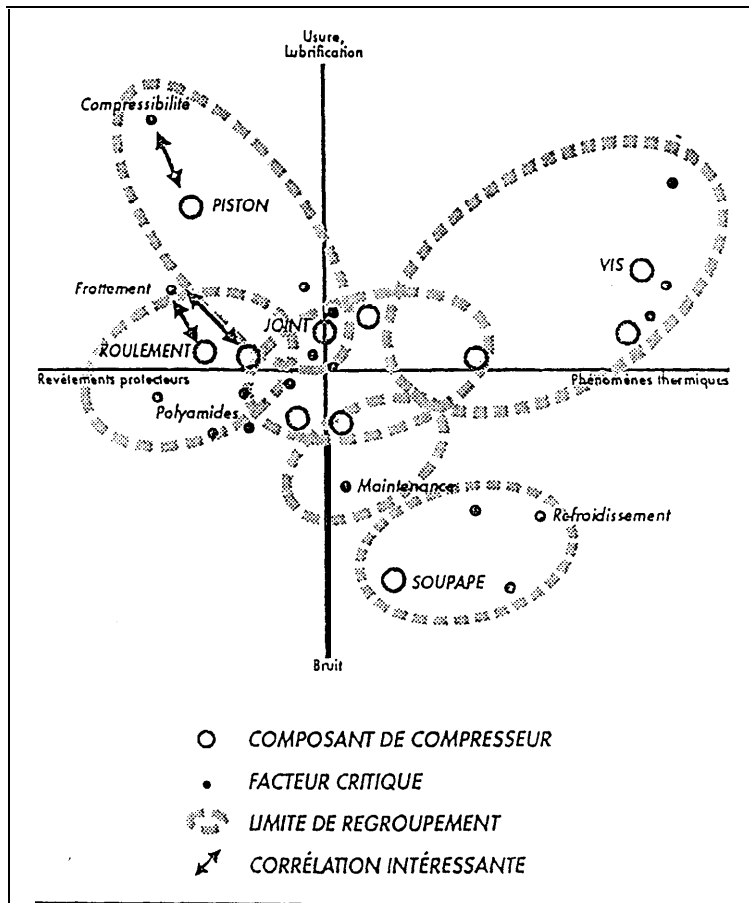 Usure,
Lubrification
Compressibilité
PISTON
VIS
Frottement
JOINT
ROULEMENT
Revêlements protecteurs
Phénomènes thermiques
Polyamides
Maintenance
Refroidissement
SOUPAPE
Bruit
COMPOSANT DE COMPRESSEUR
FACTEUR CRITIQUE
LIMITE DE REGROUPEMENT
CORRÉLATION INTÉRESSANTE